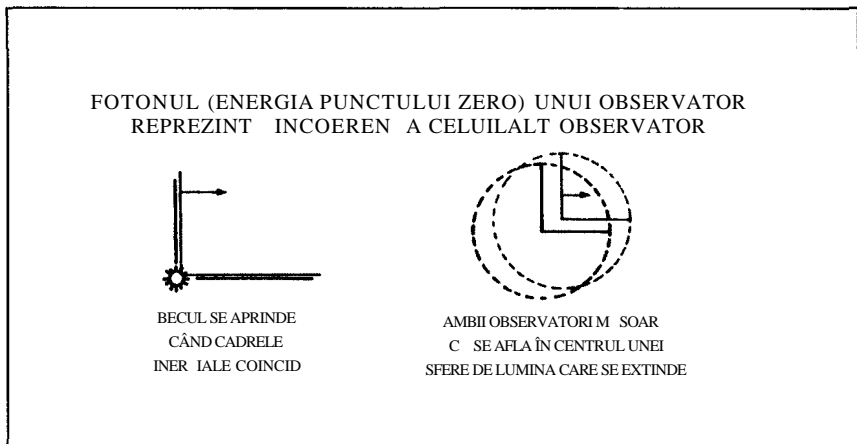 FOTONUL (ENERGIA PUNCTULUI ZERO) UNUI OBSERVATOR
REPREZINT INCOEREN A CELUILALT OBSERVATOR
BECUL SE APRINDE
CÂND CADRELE
INER IALE COINCID
AMBII OBSERVATORI M SOAR
C SE AFLA ÎN CENTRUL UNEI
SFERE DE LUMINA CARE SE EXTINDE